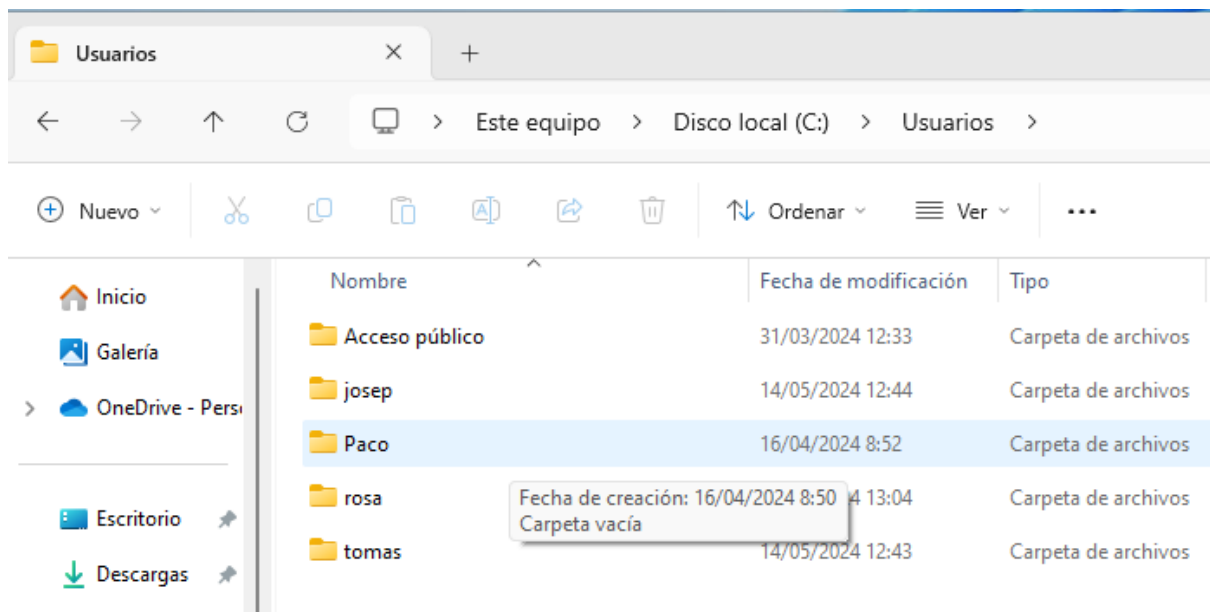 Usuarios
Este equipo > Disco local (C:) > Usuarios >
Nuevo Ordenar Ver ...
Inicio
Galería
OneDrive - Pers
Escritorio
Descargas
Nombre Fecha de modificación Tipo
Acceso público 31/03/2024 12:33 Carpeta de archivos
josep 14/05/2024 12:44 Carpeta de archivos
Paco 16/04/2024 8:52 Carpeta de archivos
rosa 4 13:04 Carpeta de archivos
Fecha de creación: 16/04/2024 8:50
Carpeta vacía
tomas 14/05/2024 12:43 Carpeta de archivos